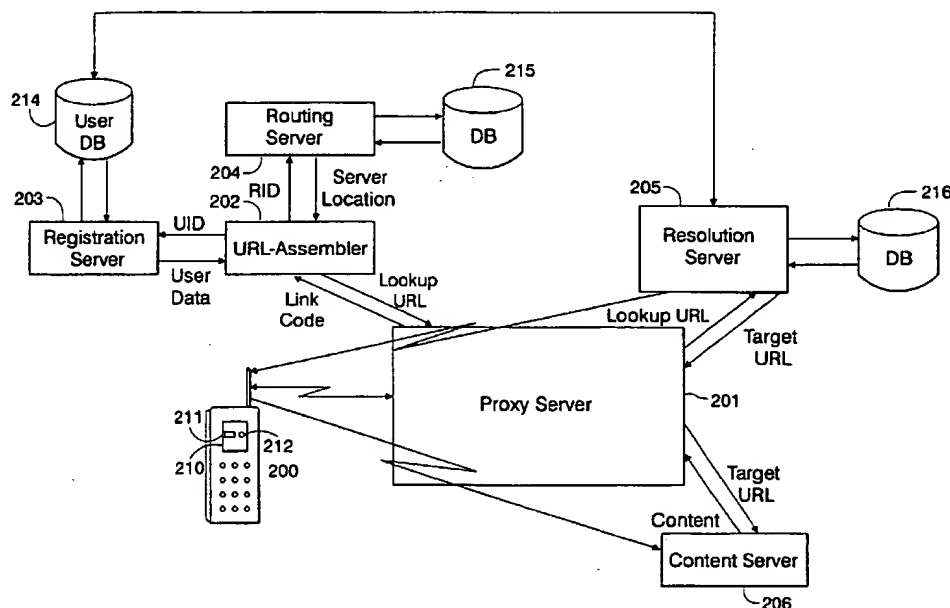 215
214
User
DB
Routing
Server
DB
204
RID
Server
Location
203
202
205
216
Registration
Server
UID
URL-Assembler
Resolution
Server
DB
User
Data
Link
Code
Lookup
URL
Lookup URL
Target
URL
Proxy Server
201
211
212
210
200
Target
URL
Content
Content Server
206